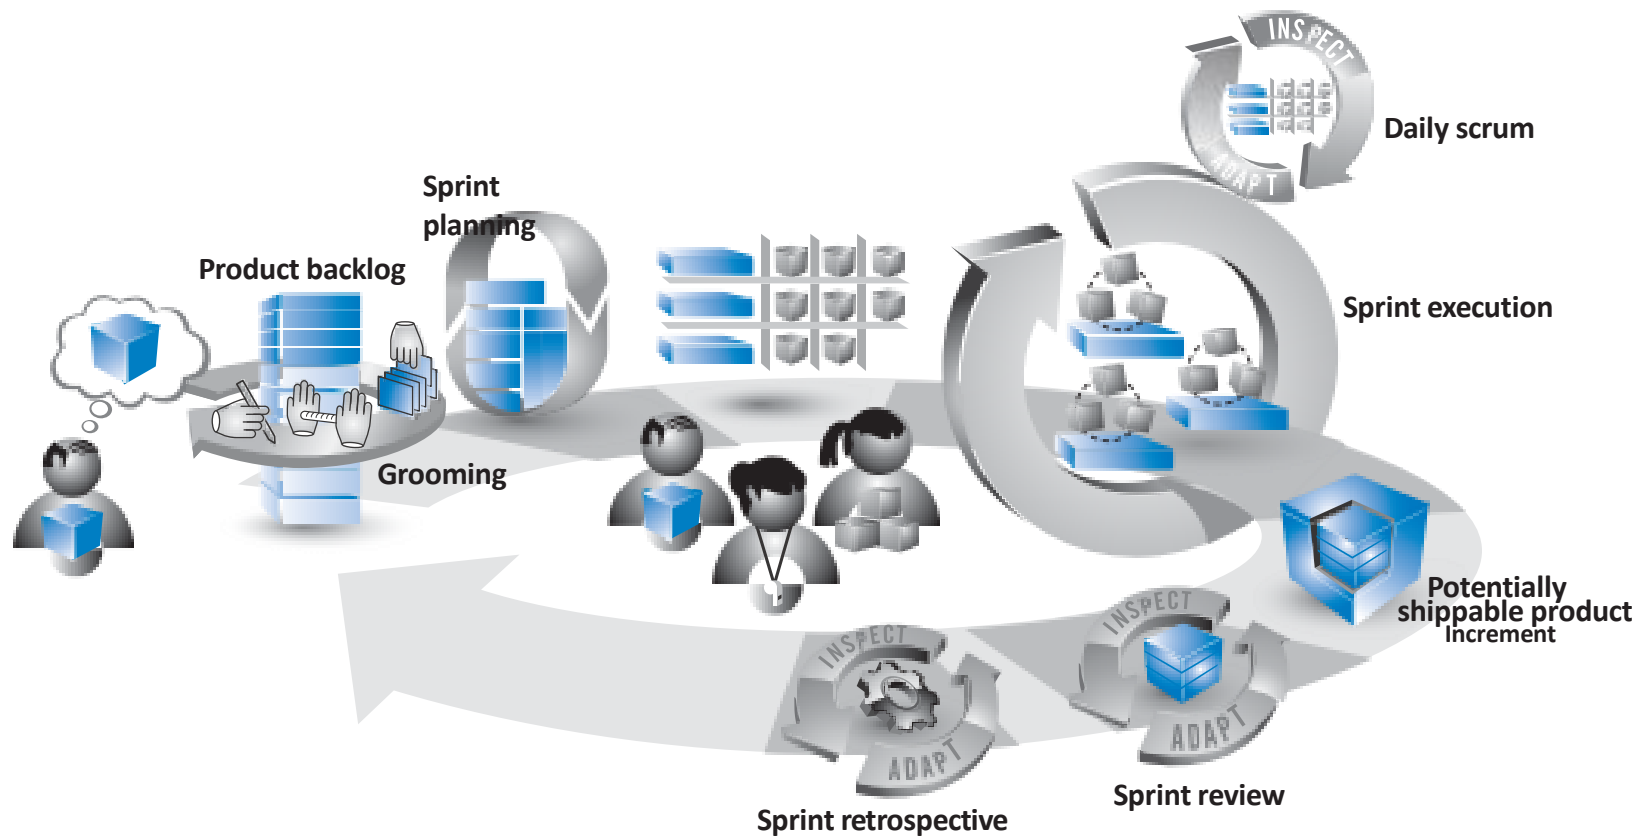 INSPECT
ADAPT
Daily scrum
Sprint
planning
Product backlog
Sprint execution
Grooming
Potentially
shippable product
Increment
INSPECT
ADAPT
Sprint review
INSPECT
ADAPT
Sprint retrospective